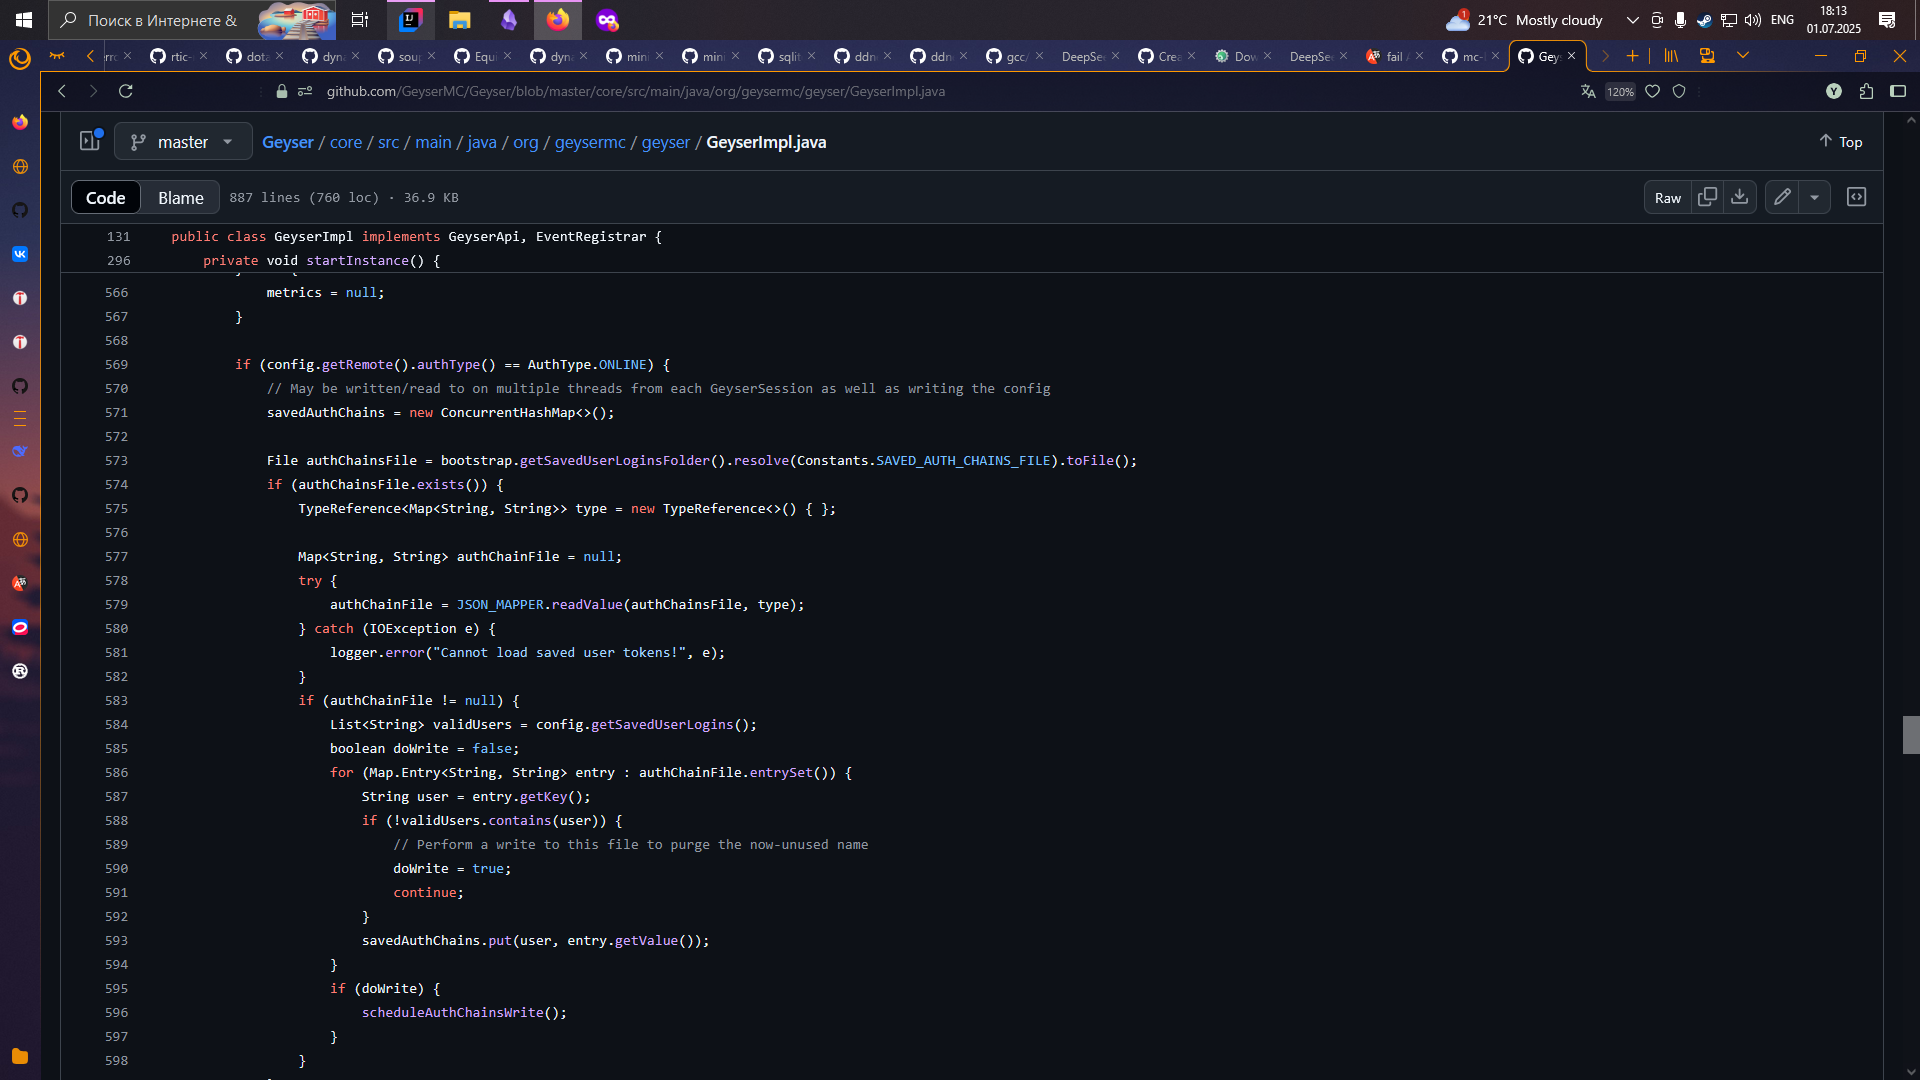 Поиск в Интернете &
21°C Mostly cloudy
1
ENG
18:13
01.07.2025
rtic-
dota
dyna
soup
Equi
dyna
mini
mini
sqlit
ddn
ddn
gcc/
DeepSee
Crea
Dow
DeepSee
fail /
mc-
Gey
github.com/GeyserMC/Geyser/blob/master/core/src/main/java/org/geysermc/geyser/GeyserImpl.java
120%
Y
master
Geyser / core / src / main / java / org / geysermc / geyser / GeyserImpl.java
Top
Code
Blame
887 lines (760 loc) · 36.9 KB
Raw
131 public class GeyserImpl implements GeyserApi, EventRegistrar {
296 private void startInstance() {
566 metrics = null;
567 }
568
569 if (config.getRemote().authType() == AuthType.ONLINE) {
570 // May be written/read to on multiple threads from each GeyserSession as well as writing the config
571 savedAuthChains = new ConcurrentHashMap<>();
572
573 File authChainsFile = bootstrap.getSavedUserLoginsFolder().resolve(Constants.SAVED_AUTH_CHAINS_FILE).toFile();
574 if (authChainsFile.exists()) {
575 TypeReference<Map<String, String>> type = new TypeReference<>() { };
576
577 Map<String, String> authChainFile = null;
578 try {
579 authChainFile = JSON_MAPPER.readValue(authChainsFile, type);
580 } catch (IOException e) {
581 logger.error("Cannot load saved user tokens!", e);
582 }
583 if (authChainFile != null) {
584 List<String> validUsers = config.getSavedUserLogins();
585 boolean doWrite = false;
586 for (Map.Entry<String, String> entry : authChainFile.entrySet()) {
587 String user = entry.getKey();
588 if (!validUsers.contains(user)) {
589 // Perform a write to this file to purge the now-unused name
590 doWrite = true;
591 continue;
592 }
593 savedAuthChains.put(user, entry.getValue());
594 }
595 if (doWrite) {
596 scheduleAuthChainsWrite();
597 }
598 }